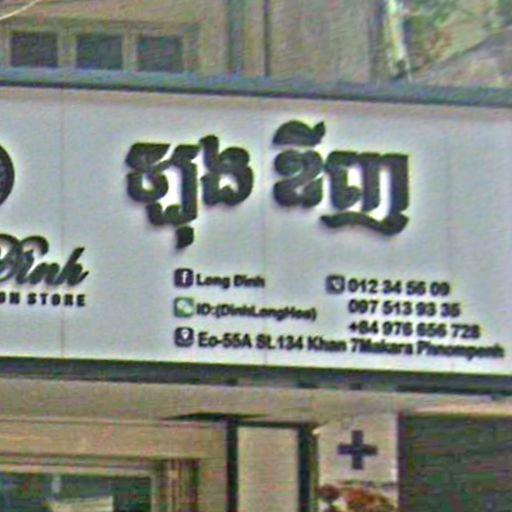 ឡុង ឌីញ
Dinh
ON STORE
Long Dinh
ID:(DinhLongHoa)
Eo-55A St.134 Khan 7Makara Phnompenh
012 34 56 09
097 513 93 35
+84 976 656 728